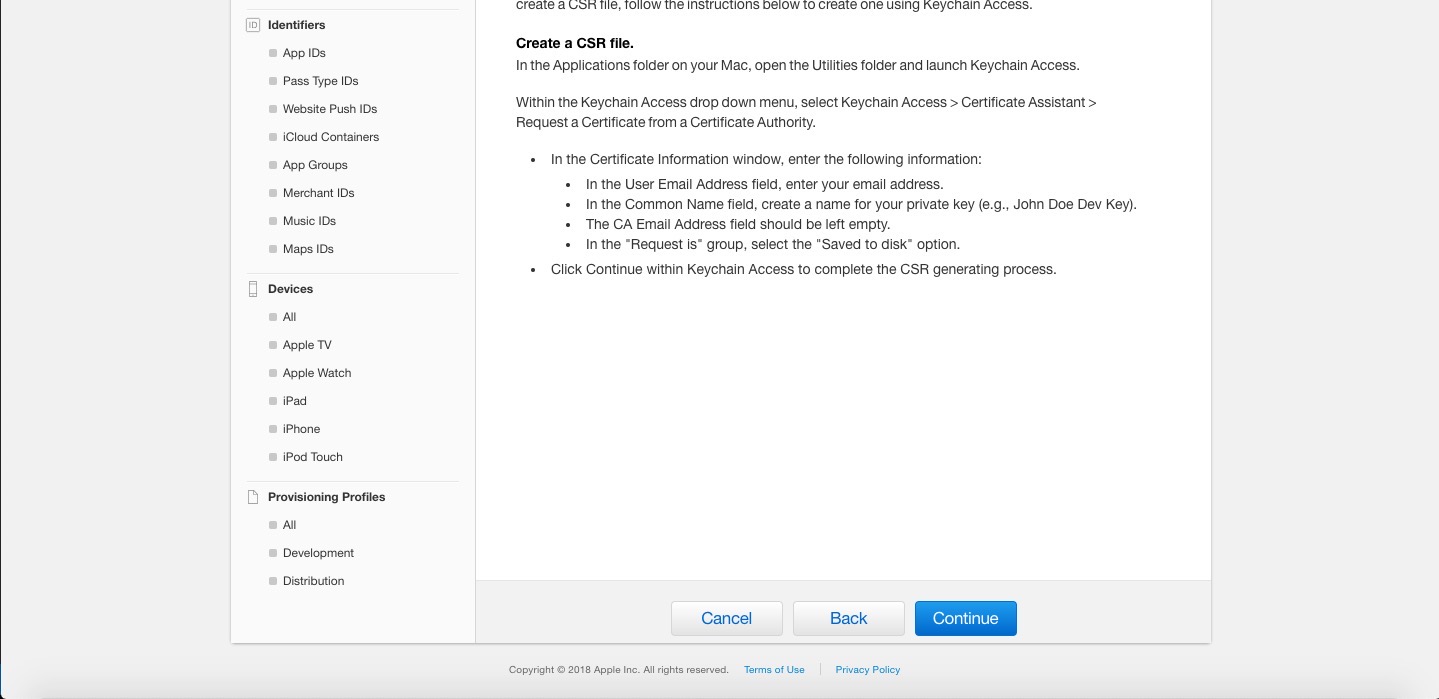 Identifiers
App IDs
Pass Type IDs
Website Push IDs
iCloud Containers
App Groups
Merchant IDs
Music IDs
Maps IDs
Devices
All
Apple TV
Apple Watch
iPad
iPhone
iPod Touch
Provisioning Profiles
All
Development
Distribution
create a CSR file, follow the instructions below to create one using Keychain Access.
Create a CSR file.
In the Applications folder on your Mac, open the Utilities folder and launch Keychain Access.
Within the Keychain Access drop down menu, select Keychain Access > Certificate Assistant >
Request a Certificate from a Certificate Authority.
• In the Certificate Information window, enter the following information:
• In the User Email Address field, enter your email address.
• In the Common Name field, create a name for your private key (e.g., John Doe Dev Key).
• The CA Email Address field should be left empty.
• In the "Request is" group, select the "Saved to disk" option.
• Click Continue within Keychain Access to complete the CSR generating process.
Cancel Back Continue
Copyright © 2018 Apple Inc. All rights reserved. Terms of Use | Privacy Policy